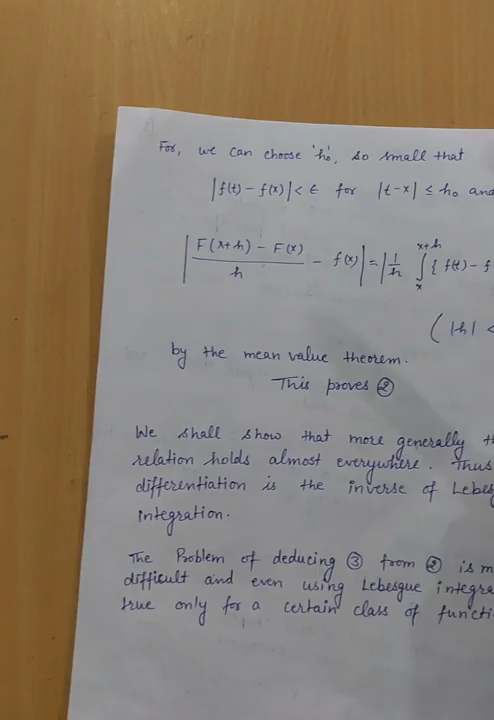 For, we can choose 'h₀', so small that
|f(t) - f(x)| < ε for |t-x| ≤ h₀ and
|F(x+h) - F(x) / h - f(x)| = |1/h ∫ₓˣ⁺ʰ { f(t) - f
( |h| <
by the mean value theorem.
This proves ②
We shall show that more generally
relation holds almost everywhere. Thus
differentiation is the inverse of
integration.
The Problem of deducing ③ from ② is
difficult and even using Lebesgue
true only for a certain class of